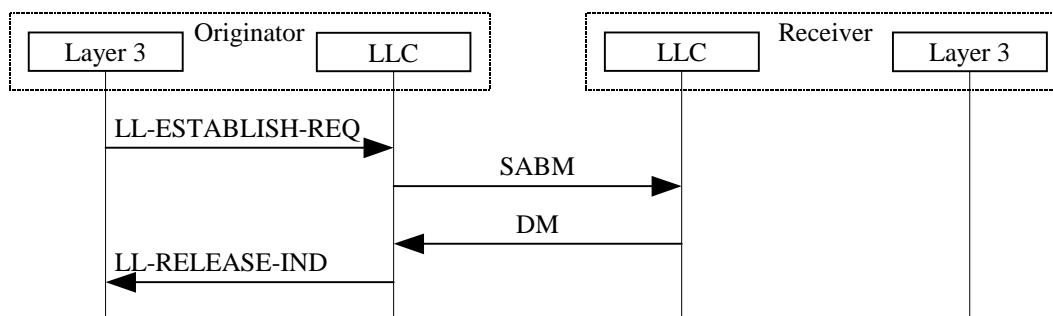 Originator
Receiver
Layer 3
LLC
LLC
Layer 3
LL-ESTABLISH-REQ
SABM
DM
LL-RELEASE-IND